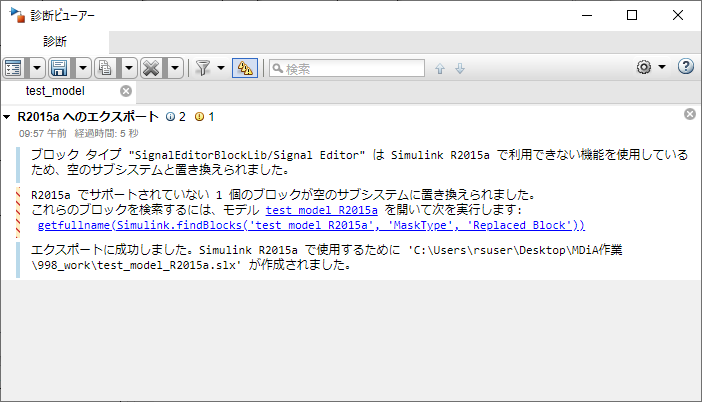 診断ビューアー
診断
検索
test_model
R2015a へのエクスポート 2 1
09:57 午前 経過時間: 5 秒
ブロック タイプ "SignalEditorBlockLib/Signal Editor" は Simulink R2015a で利用できない機能を使用している
ため、空のサブシステムと置き換えられました。
R2015a でサポートされていない 1 個のブロックが空のサブシステムに置き換えられました。
これらのブロックを検索するには、モデル test_model_R2015a を開いて次を実行します:
getfullname(Simulink.findBlocks('test_model_R2015a', 'MaskType', 'Replaced Block'))
エクスポートに成功しました。Simulink R2015a で使用するために 'C:\Users\rsuser\Desktop\MDiA作業
\998_work\test_model_R2015a.slx' が作成されました。